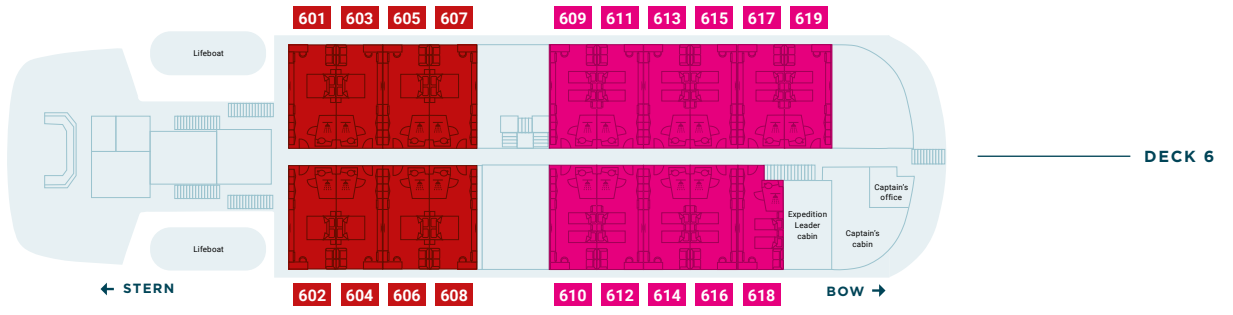 601 603 605 607 609 611 613 615 617 619
Lifeboat
DECK 6
Captain's
office
Expedition
Leader
cabin
Captain's
cabin
Lifeboat
← STERN
BOW →
602 604 606 608 610 612 614 616 618